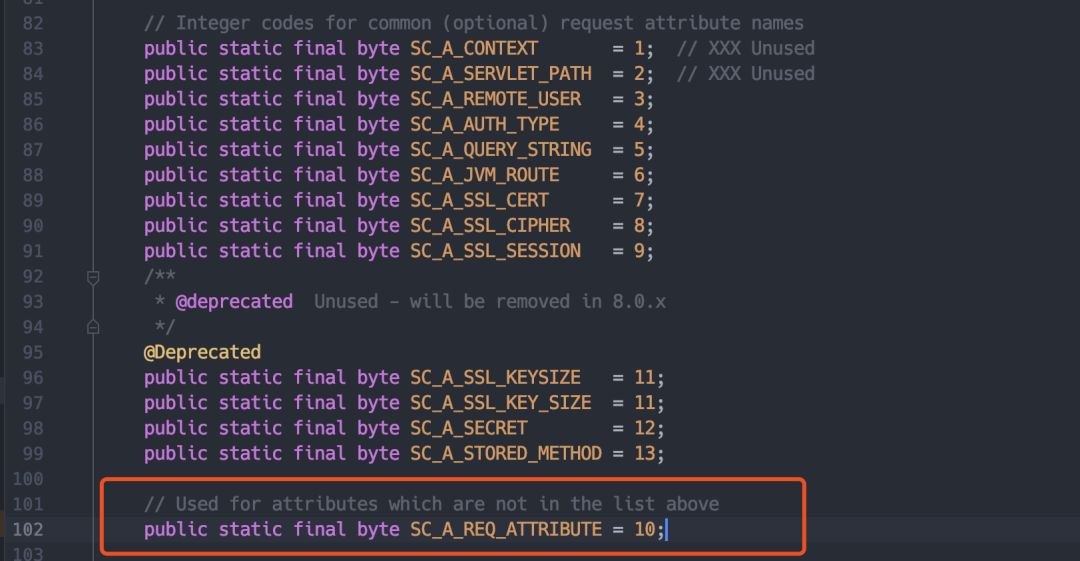 81
82 // Integer codes for common (optional) request attribute names
83 public static final byte SC_A_CONTEXT = 1; // XXX Unused
84 public static final byte SC_A_SERVLET_PATH = 2; // XXX Unused
85 public static final byte SC_A_REMOTE_USER = 3;
86 public static final byte SC_A_AUTH_TYPE = 4;
87 public static final byte SC_A_QUERY_STRING = 5;
88 public static final byte SC_A_JVM_ROUTE = 6;
89 public static final byte SC_A_SSL_CERT = 7;
90 public static final byte SC_A_SSL_CIPHER = 8;
91 public static final byte SC_A_SSL_SESSION = 9;
92 /**
93 * @deprecated Unused - will be removed in 8.0.x
94 */
95 @Deprecated
96 public static final byte SC_A_SSL_KEYSIZE = 11;
97 public static final byte SC_A_SSL_KEY_SIZE = 11;
98 public static final byte SC_A_SECRET = 12;
99 public static final byte SC_A_STORED_METHOD = 13;
100
101 // Used for attributes which are not in the list above
102 public static final byte SC_A_REQ_ATTRIBUTE = 10;
103